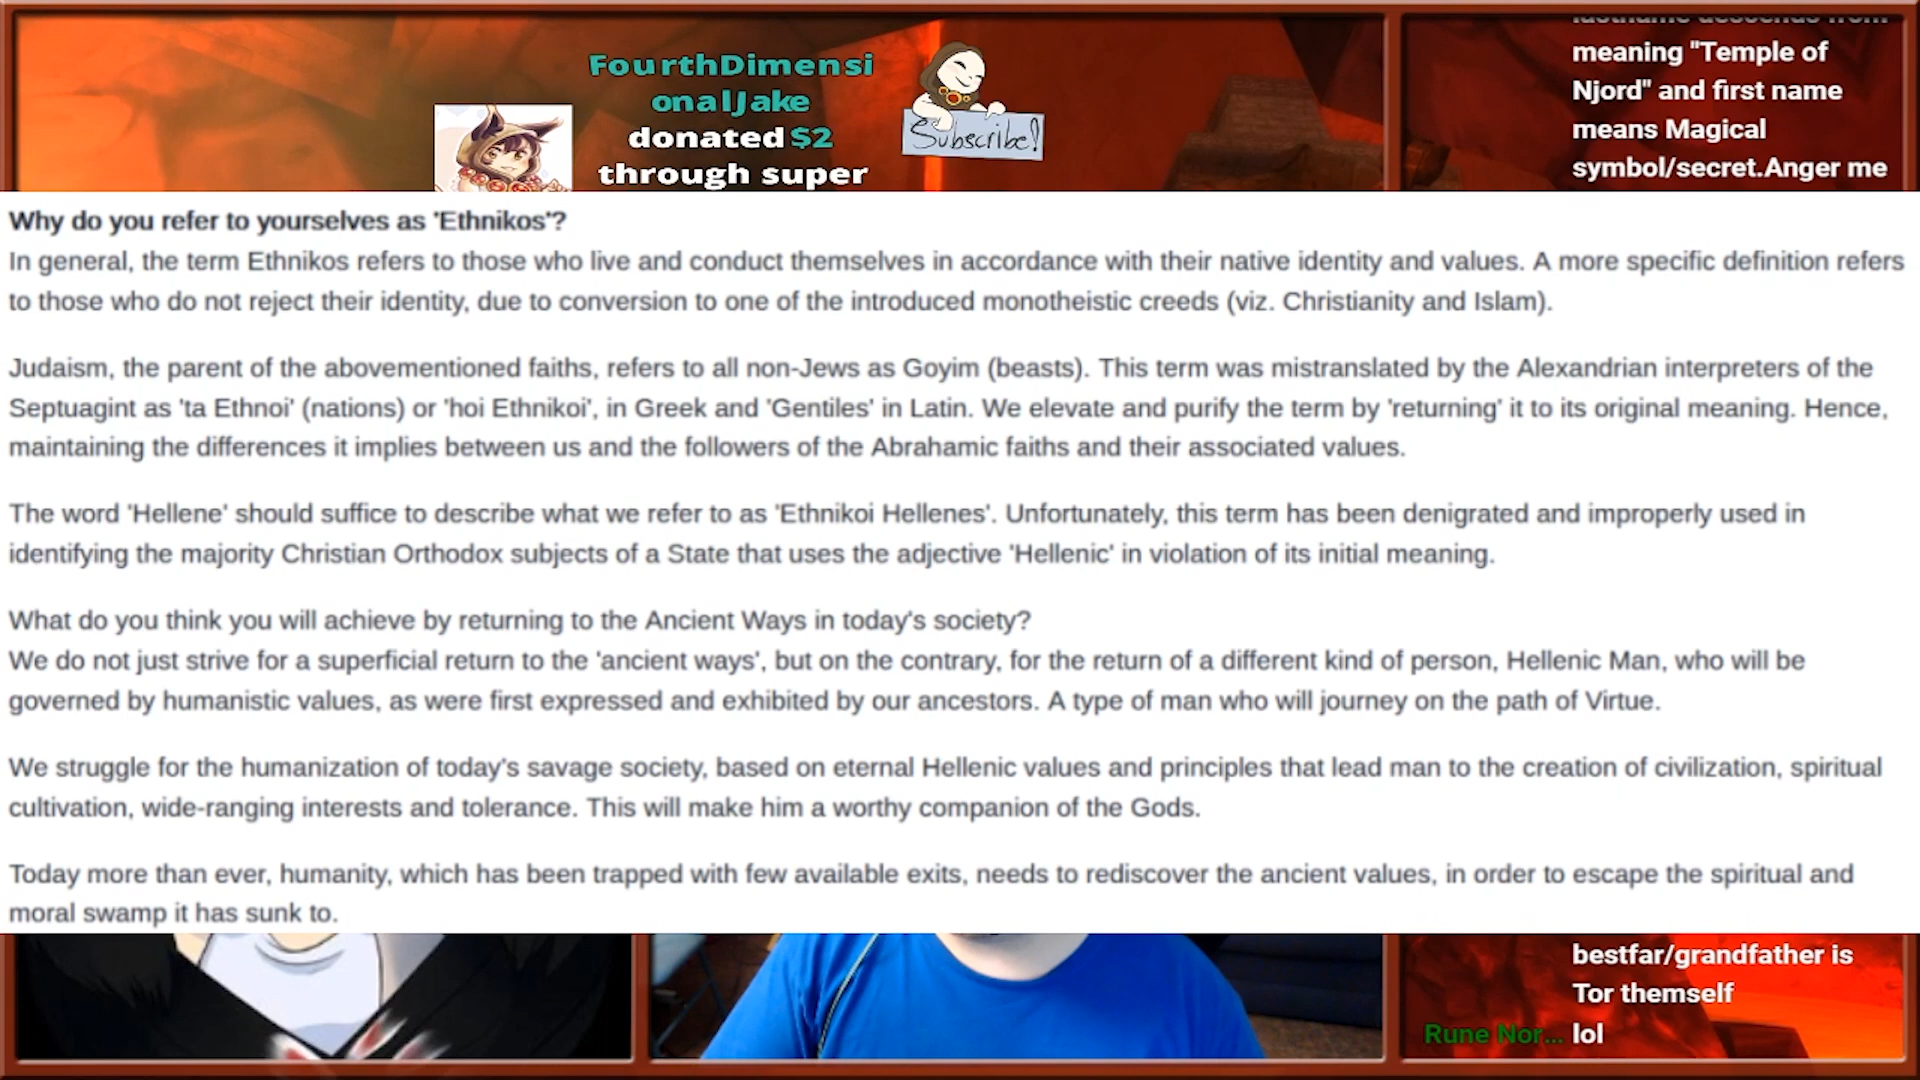 FourthDimensi
onalJake
donated $2
through super
Subscribe!
meaning "Temple of
Njord" and first name
means Magical
symbol/secret.Anger me
Why do you refer to yourselves as 'Ethnikos'?
In general, the term Ethnikos refers to those who live and conduct themselves in accordance with their native identity and values. A more specific definition refers
to those who do not reject their identity, due to conversion to one of the introduced monotheistic creeds (viz. Christianity and Islam).
Judaism, the parent of the abovementioned faiths, refers to all non-Jews as Goyim (beasts). This term was mistranslated by the Alexandrian interpreters of the
Septuagint as 'ta Ethnoi' (nations) or 'hoi Ethnikoi', in Greek and 'Gentiles' in Latin. We elevate and purify the term by 'returning' it to its original meaning. Hence,
maintaining the differences it implies between us and the followers of the Abrahamic faiths and their associated values.
The word 'Hellene' should suffice to describe what we refer to as 'Ethnikoi Hellenes'. Unfortunately, this term has been denigrated and improperly used in
identifying the majority Christian Orthodox subjects of a State that uses the adjective 'Hellenic' in violation of its initial meaning.
What do you think you will achieve by returning to the Ancient Ways in today's society?
We do not just strive for a superficial return to the 'ancient ways', but on the contrary, for the return of a different kind of person, Hellenic Man, who will be
governed by humanistic values, as were first expressed and exhibited by our ancestors. A type of man who will journey on the path of Virtue.
We struggle for the humanization of today's savage society, based on eternal Hellenic values and principles that lead man to the creation of civilization, spiritual
cultivation, wide-ranging interests and tolerance. This will make him a worthy companion of the Gods.
Today more than ever, humanity, which has been trapped with few available exits, needs to rediscover the ancient values, in order to escape the spiritual and
moral swamp it has sunk to.
bestfar/grandfather is
Tor themself
Rune Nor... lol